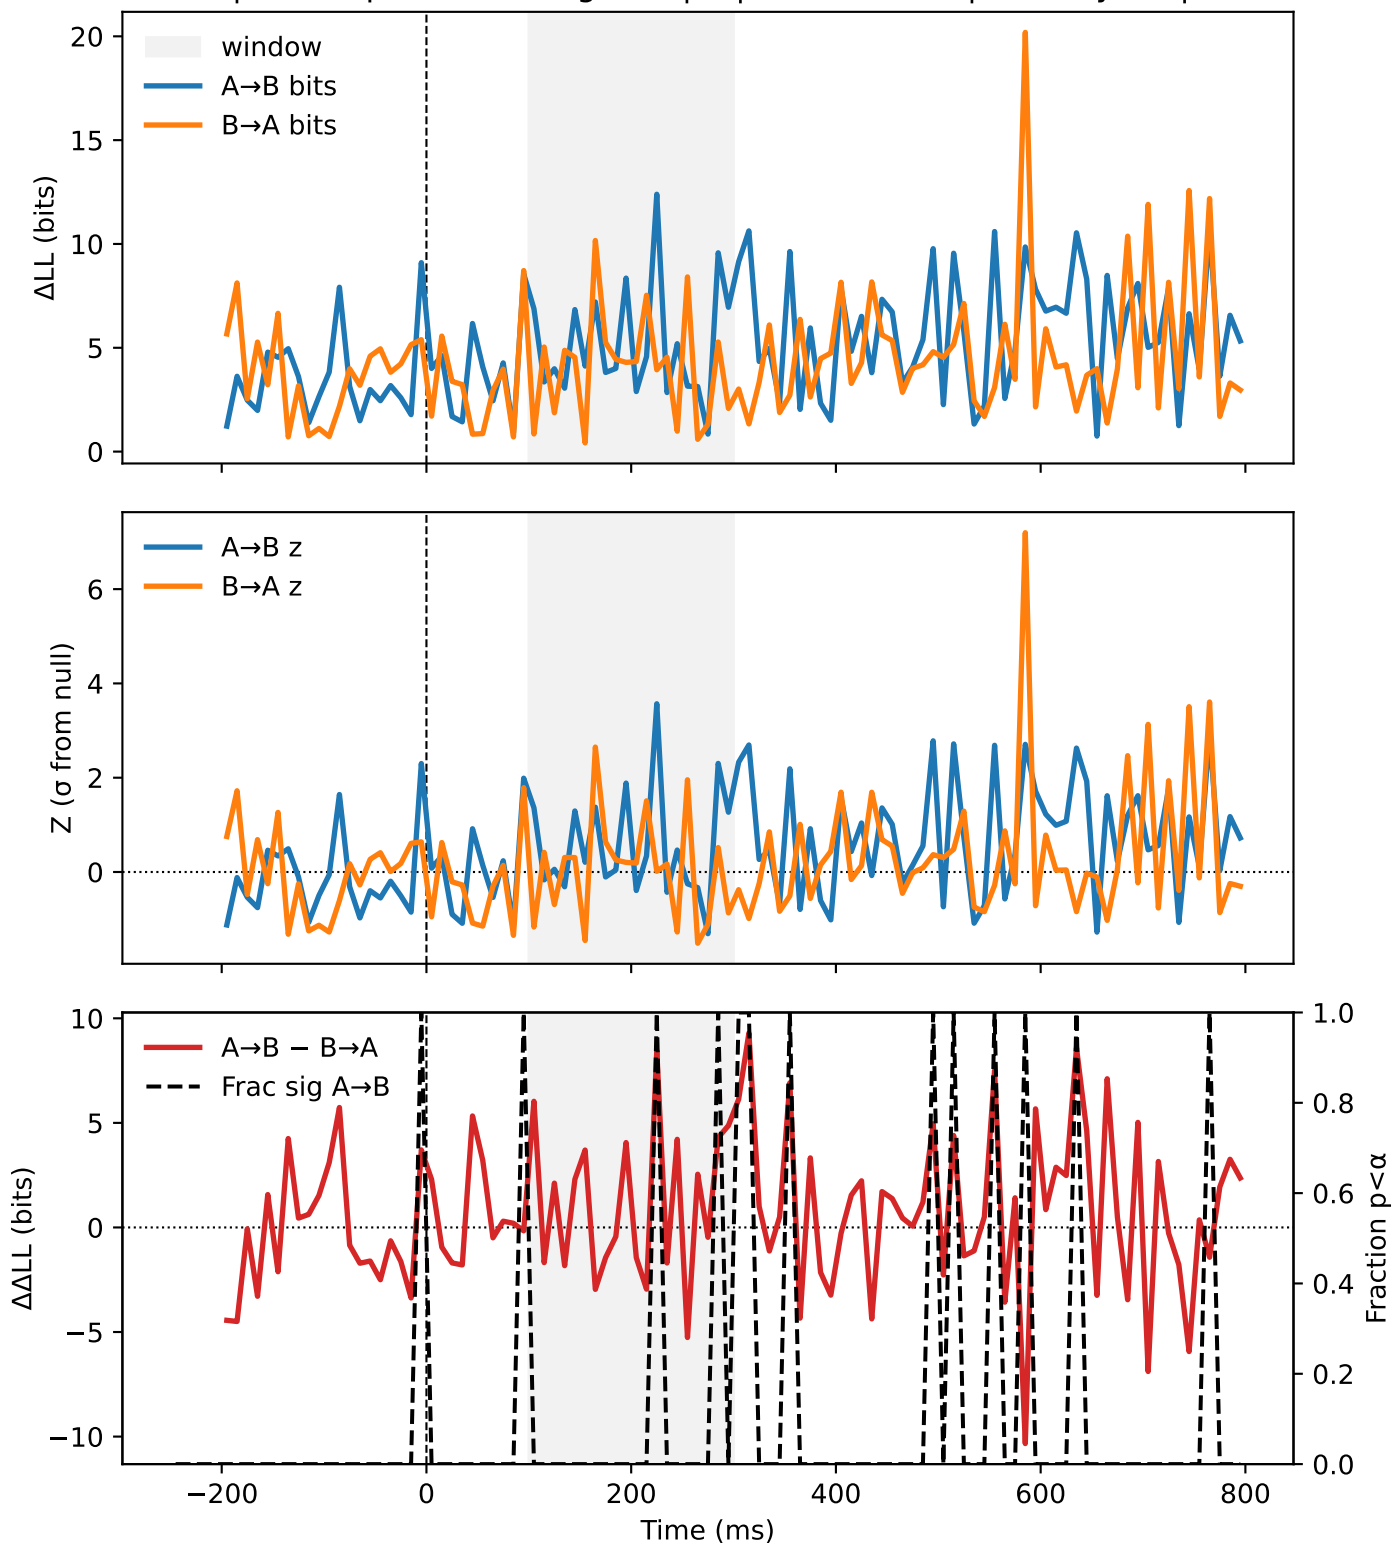 20
15
10
5
0
ΔLL (bits)
window
A→B bits
B→A bits
6
4
2
0
Z (σ from null)
A→B z
B→A z
10
5
0
−5
−10
ΔΔLL (bits)
A→B − B→A
Frac sig A→B
1.0
0.8
0.6
0.4
0.2
0.0
Fraction p<α
−200
0
200
400
600
800
Time (ms)